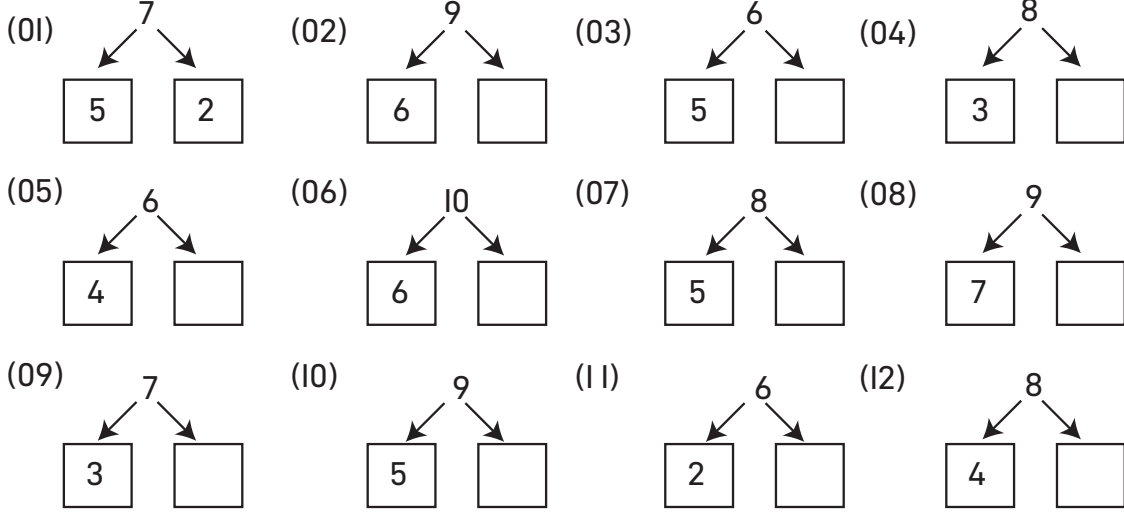 (01) 7 (02) 9 (03) 6 (04) 8
5 2 6 5 3
(05) 6 (06) 10 (07) 8 (08) 9
4 6 5 7
(09) 7 (10) 9 (11) 6 (12) 8
3 5 2 4